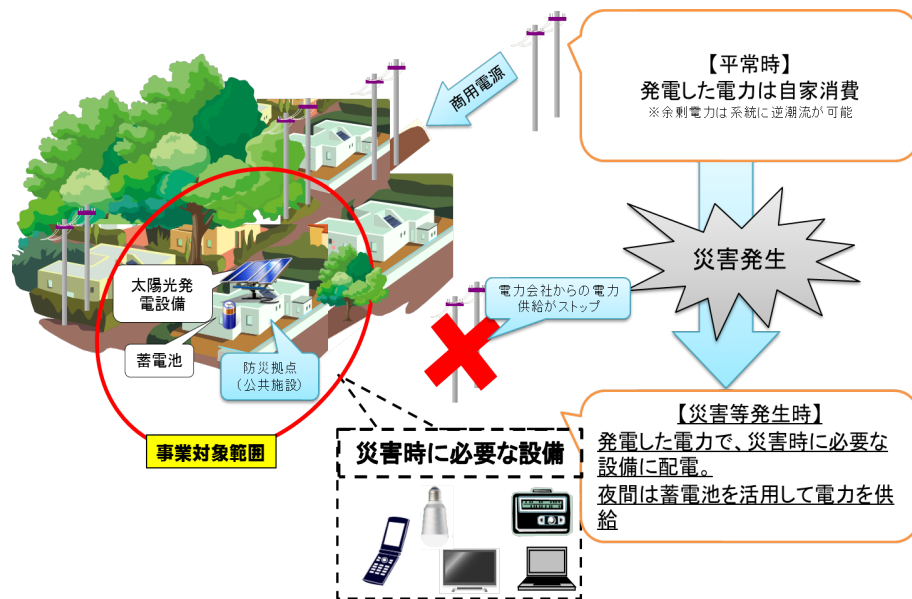 商用電源
【平常時】
発電した電力は自家消費
※余剰電力は系統に逆潮流が可能
災害発生
太陽光発
電設備
蓄電池
防災拠点
(公共施設)
電力会社からの電力
供給がストップ
事業対象範囲
災害時に必要な設備
【災害等発生時】
発電した電力で、災害時に必要な
設備に配電。
夜間は蓄電池を活用して電力を供
給